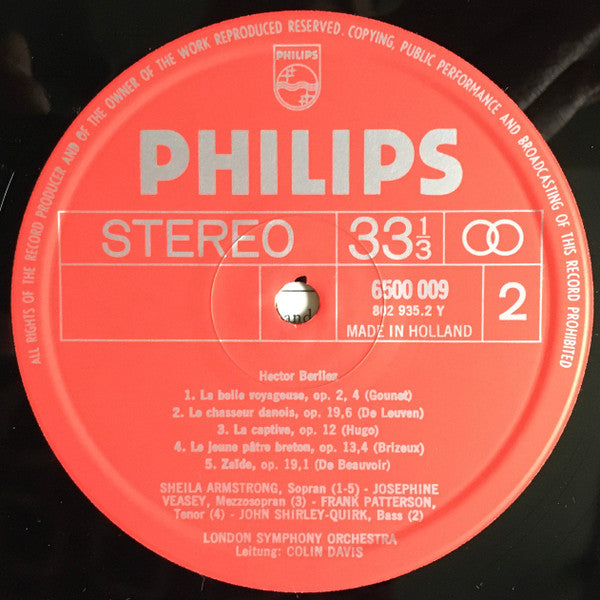 ALL RIGHTS OF THE RECORD PRODUCER AND OF THE OWNER OF THE WORK REPRODUCED RESERVED. COPYING, PUBLIC PERFORMANCE AND BROADCASTING OF THIS RECORD PROHIBITED
PHILIPS
PHILIPS
STEREO 33 1/3
6500 009
802 935.2 Y
MADE IN HOLLAND
2
and
Hector Berlioz
1. La belle voyageuse, op. 2, 4 (Gounet)
2. Le chasseur danois, op. 19,6 (De Leuven)
3. La captive, op. 12 (Hugo)
4. Le jeune pâtre breton, op. 13,4 (Brizeux)
5. Zaïde, op. 19,1 (De Beauvoir)
SHEILA ARMSTRONG, Sopran (1-5) - JOSEPHINE
VEASEY, Mezzosopran (3) - FRANK PATTERSON,
Tenor (4) - JOHN SHIRLEY-QUIRK, Bass (2)
LONDON SYMPHONY ORCHESTRA
Leitung: COLIN DAVIS